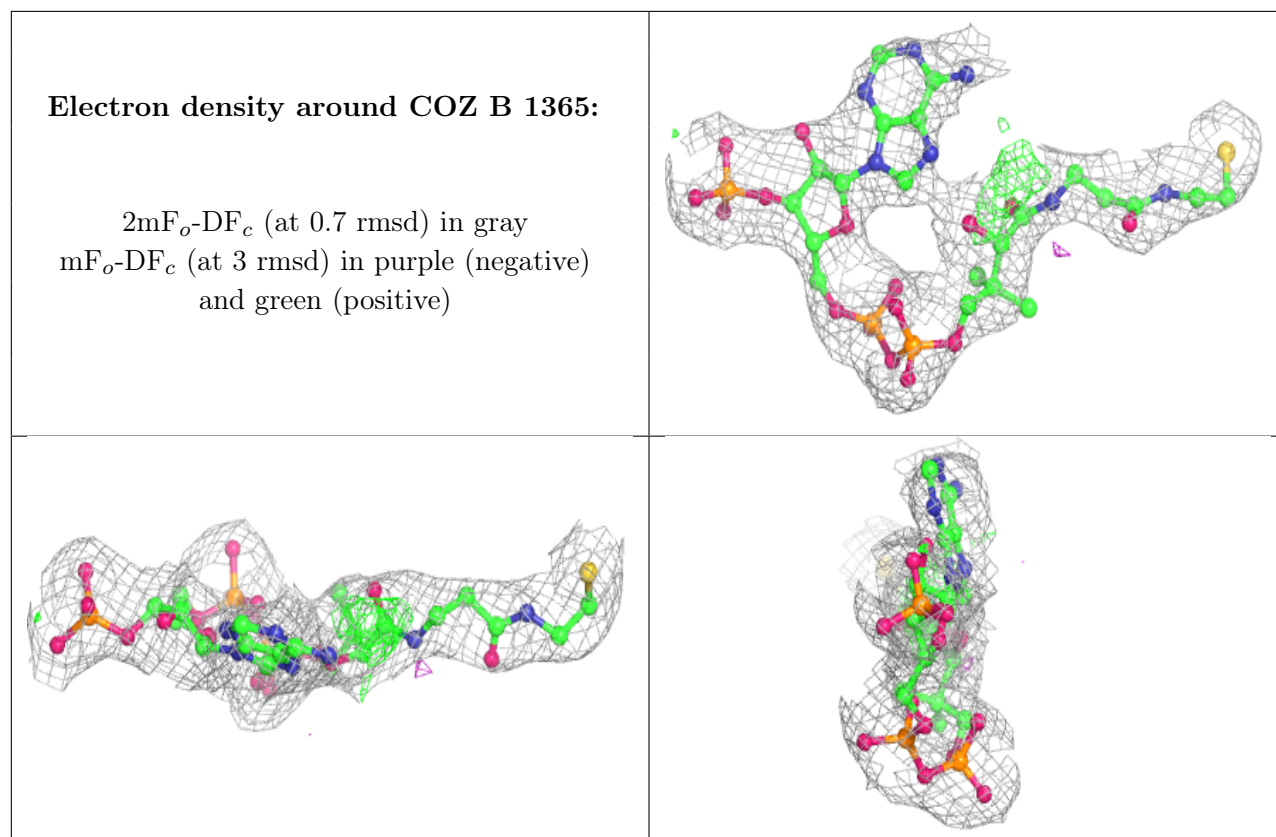 Electron density around COZ B 1365:
2mFo-DFc (at 0.7 rmsd) in gray
mFo-DFc (at 3 rmsd) in purple (negative)
and green (positive)